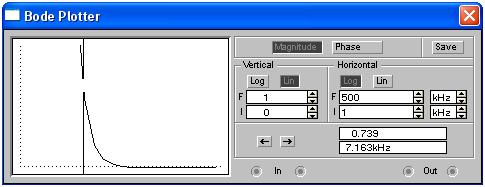 Bode Plotter
Magnitude Phase Save
Vertical Horizontal
Log Lin Log Lin
F 1 F 500 kHz
I 0 I 1 kHz
0.739
7.163kHz
In Out